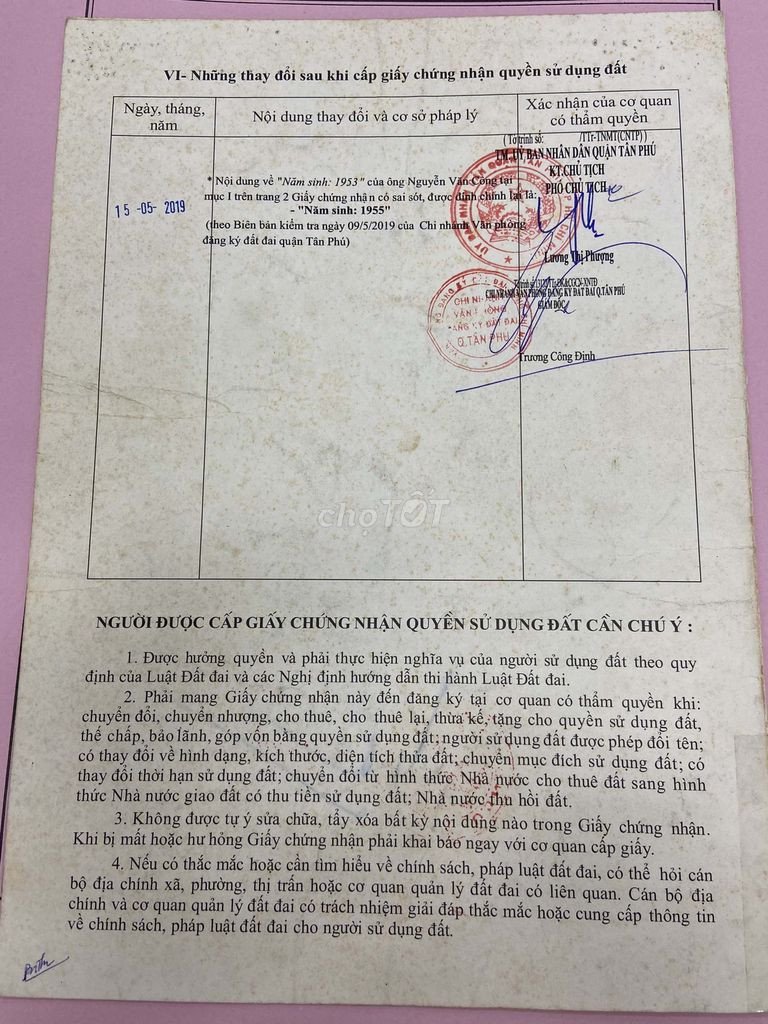 VI- Những thay đổi sau khi cấp giấy chứng nhận quyền sử dụng đất
Ngày, tháng, năm
Nội dung thay đổi và cơ sở pháp lý
Xác nhận của cơ quan có thẩm quyền
15 -05- 2019
* Nội dung về "Năm sinh: 1953" của ông Nguyễn Văn Công tại
mục I trên trang 2 Giấy chứng nhận có sai sót, được đính chính lại là:
- "Năm sinh: 1955"
(theo Biên bản kiểm tra ngày 09/5/2019 của Chi nhánh Văn phòng
đăng ký đất đai quận Tân Phú)
( Tờ trình số: /TTr-TNMT(CNTP) )
TM. UỶ BAN NHÂN DÂN QUẬN TÂN PHÚ
KT.CHỦ TỊCH
PHÓ CHỦ TỊCH
Lương Thị Phượng
CHI NHÁNH VĂN PHÒNG ĐĂNG KÝ ĐẤT ĐAI Q.TÂN PHÚ
GIÁM ĐỐC
Trương Công Định
CHI NHÁNH
VĂN PHÒNG
ĐĂNG KÝ ĐẤT ĐAI
Q.TÂN PHÚ
chợTỐT
NGƯỜI ĐƯỢC CẤP GIẤY CHỨNG NHẬN QUYỀN SỬ DỤNG ĐẤT CẦN CHÚ Ý :
1. Được hưởng quyền và phải thực hiện nghĩa vụ của người sử dụng đất theo quy
định của Luật Đất đai và các Nghị định hướng dẫn thi hành Luật Đất đai.
2. Phải mang Giấy chứng nhận này đến đăng ký tại cơ quan có thẩm quyền khi:
chuyển đổi, chuyển nhượng, cho thuê, cho thuê lại, thừa kế, tặng cho quyền sử dụng đất,
thế chấp, bảo lãnh, góp vốn bằng quyền sử dụng đất; người sử dụng đất được phép đổi tên;
có thay đổi về hình dạng, kích thước, diện tích thửa đất; chuyển mục đích sử dụng đất; có
thay đổi thời hạn sử dụng đất; chuyển đổi từ hình thức Nhà nước cho thuê đất sang hình
thức Nhà nước giao đất có thu tiền sử dụng đất; Nhà nước thu hồi đất.
3. Không được tự ý sửa chữa, tẩy xóa bất kỳ nội dung nào trong Giấy chứng nhận.
Khi bị mất hoặc hư hỏng Giấy chứng nhận phải khai báo ngay với cơ quan cấp giấy.
4. Nếu có thắc mắc hoặc cần tìm hiểu về chính sách, pháp luật đất đai, có thể hỏi cán
bộ địa chính xã, phường, thị trấn hoặc cơ quan quản lý đất đai có liên quan. Cán bộ địa
chính và cơ quan quản lý đất đai có trách nhiệm giải đáp thắc mắc hoặc cung cấp thông tin
về chính sách, pháp luật đất đai cho người sử dụng đất.